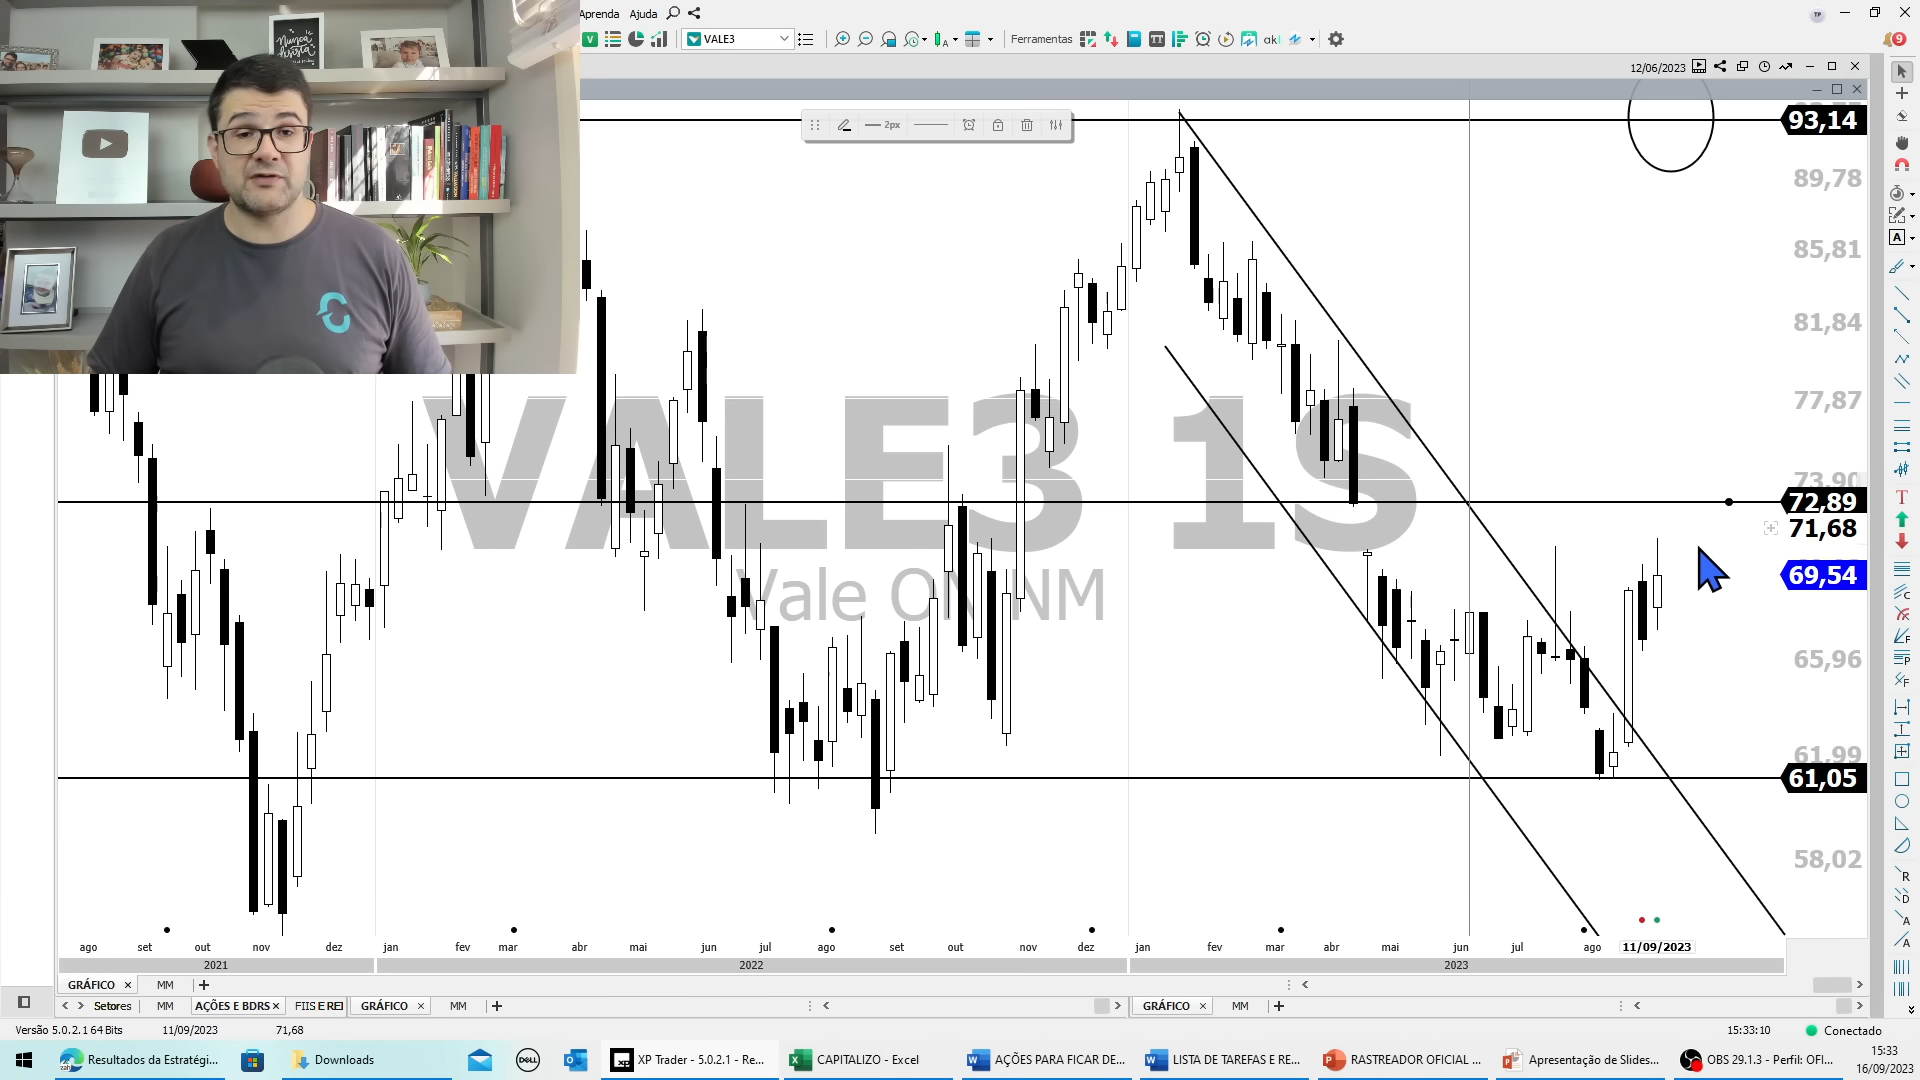 Aprenda Ajuda
VALE3
Ferramentas
9
12/06/2023
2px
93,14
89,78
85,81
81,84
77,87
73,90
72,89
71,68
69,54
65,96
61,99
61,05
58,02
VALE3 1S
Vale ON NM
ago set out nov dez jan fev mar abr mai jun jul ago set out nov dez jan fev mar abr mai jun jul ago 11/09/2023
2021 2022 2023
GRÁFICO MM
Setores MM AÇÕES E BDRS FIIS E REI GRÁFICO MM GRÁFICO MM
Versão 5.0.2.1 64 Bits 11/09/2023 71,68 15:33:10 Conectado
Resultados da Estratégi... Downloads DELL XP Trader - 5.0.2.1 - Re... CAPITALIZO - Excel AÇÕES PARA FICAR DE... LISTA DE TAREFAS E RE... RASTREADOR OFICIAL ... Apresentação de Slides... OBS 29.1.3 - Perfil: OFI...
15:33
16/09/2023